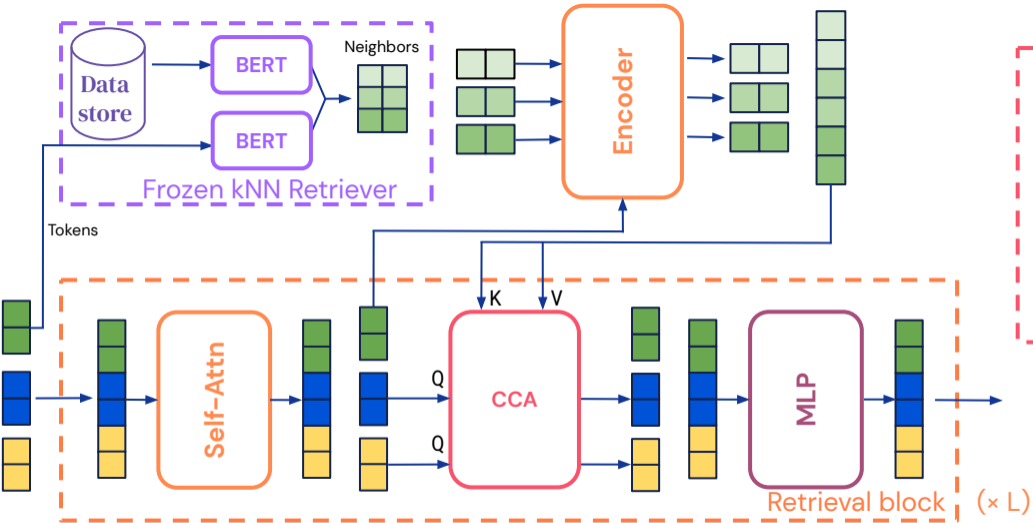 Data
store
BERT
BERT
Neighbors
Frozen kNN Retriever
Encoder
Tokens
K
V
Self-Attn
Q
Q
CCA
MLP
Retrieval block
(× L)